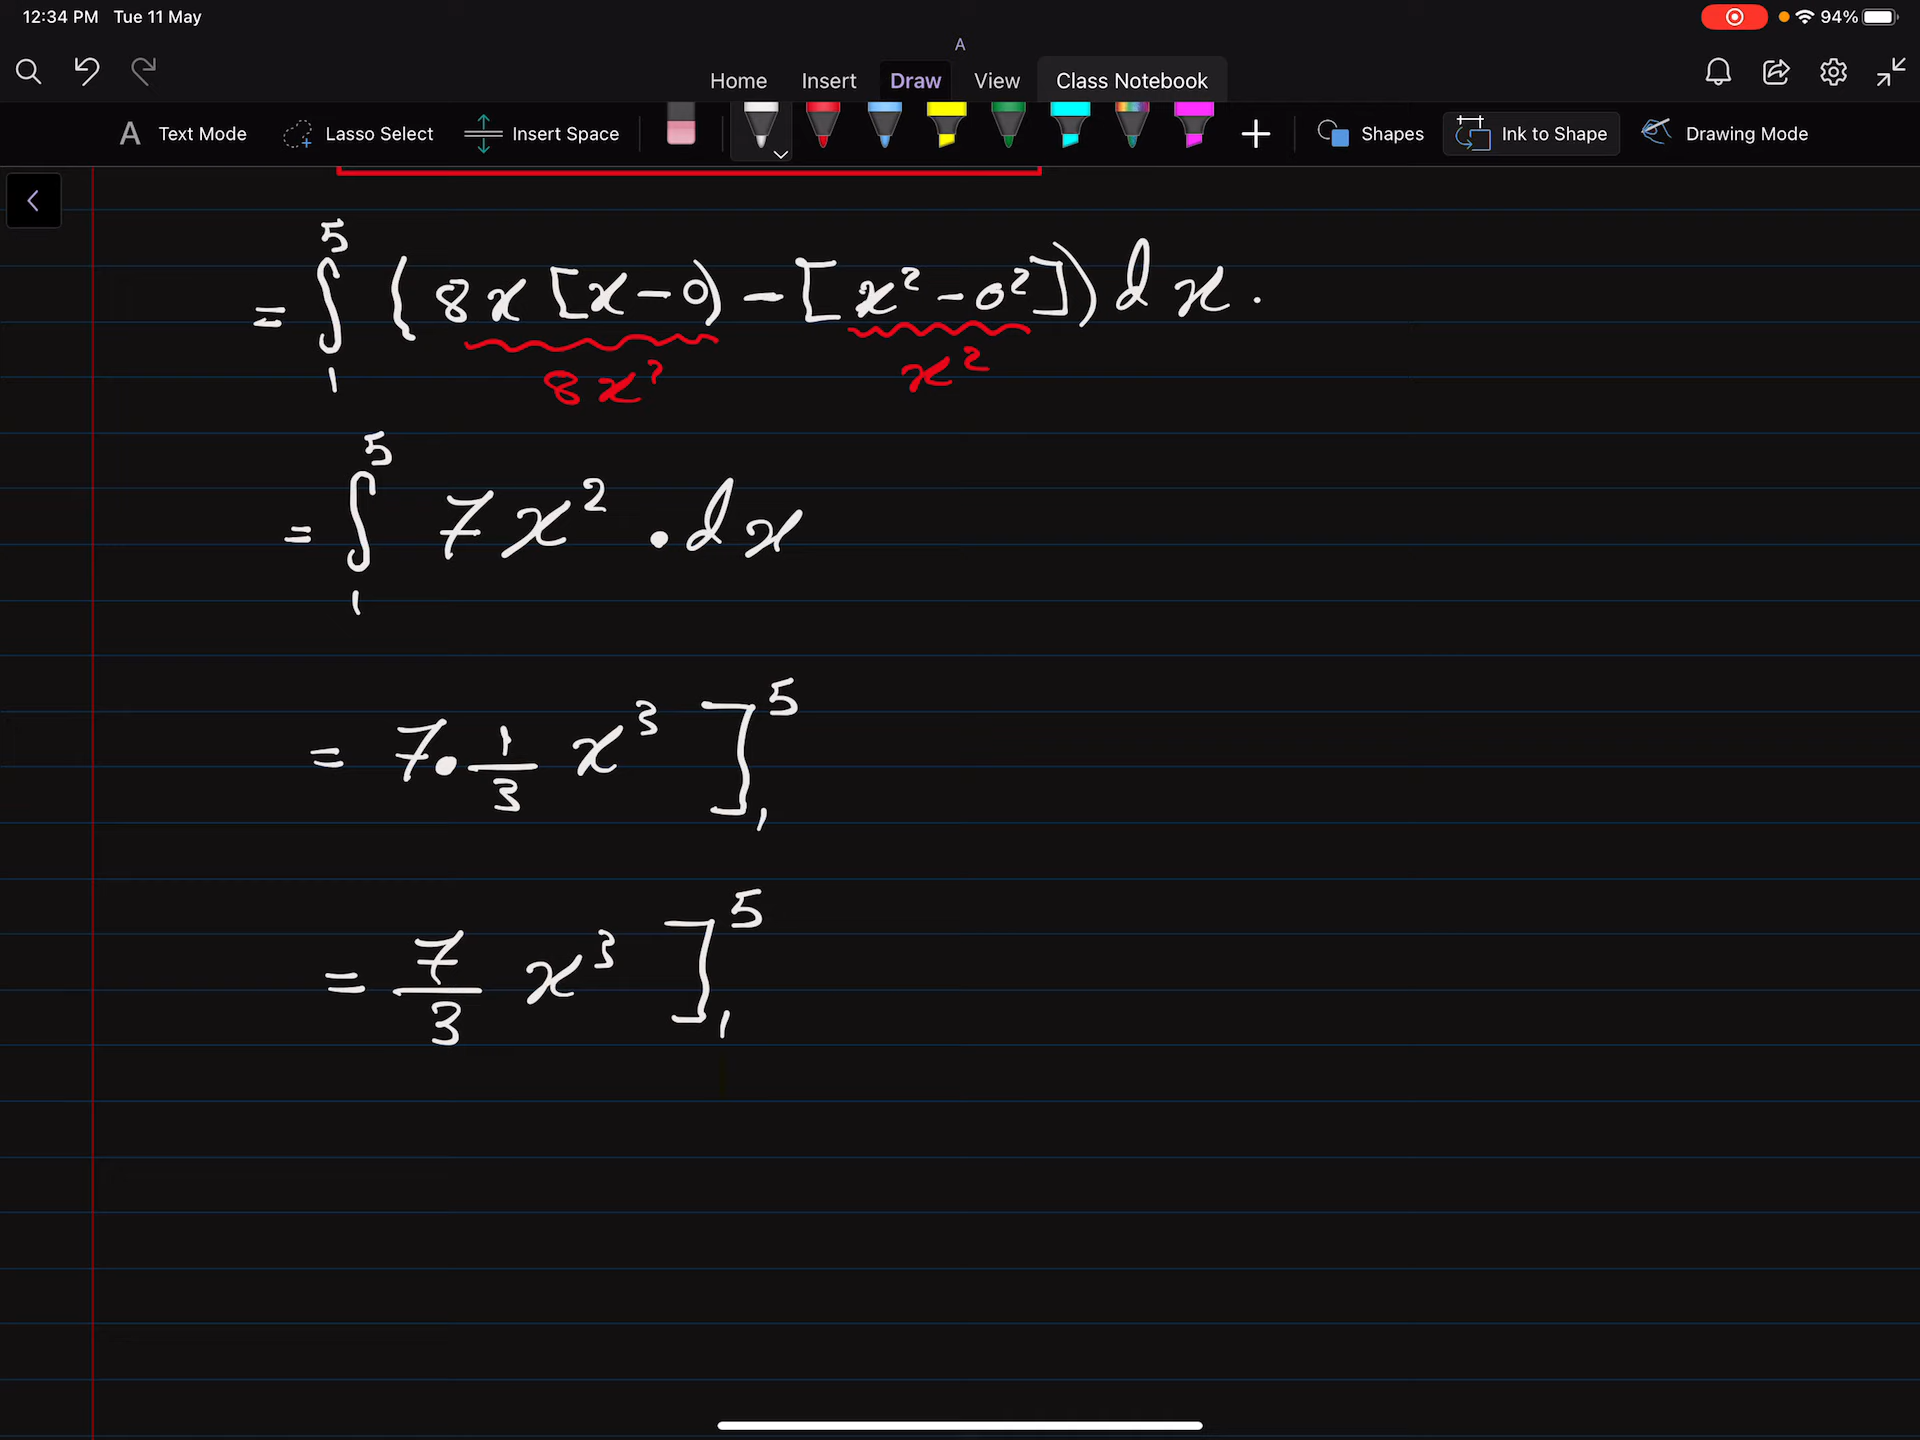 12:34 PM Tue 11 May 94%
A
Home Insert Draw View Class Notebook
A Text Mode Lasso Select Insert Space Shapes Ink to Shape Drawing Mode
= ∫₁⁵ (8x[x-0) - [x²-0²]) dx.
8x² x²
= ∫₁⁵ 7x² . dx
= 7 • 1/3 x³ ]₁⁵
= 7/3 x³ ]₁⁵